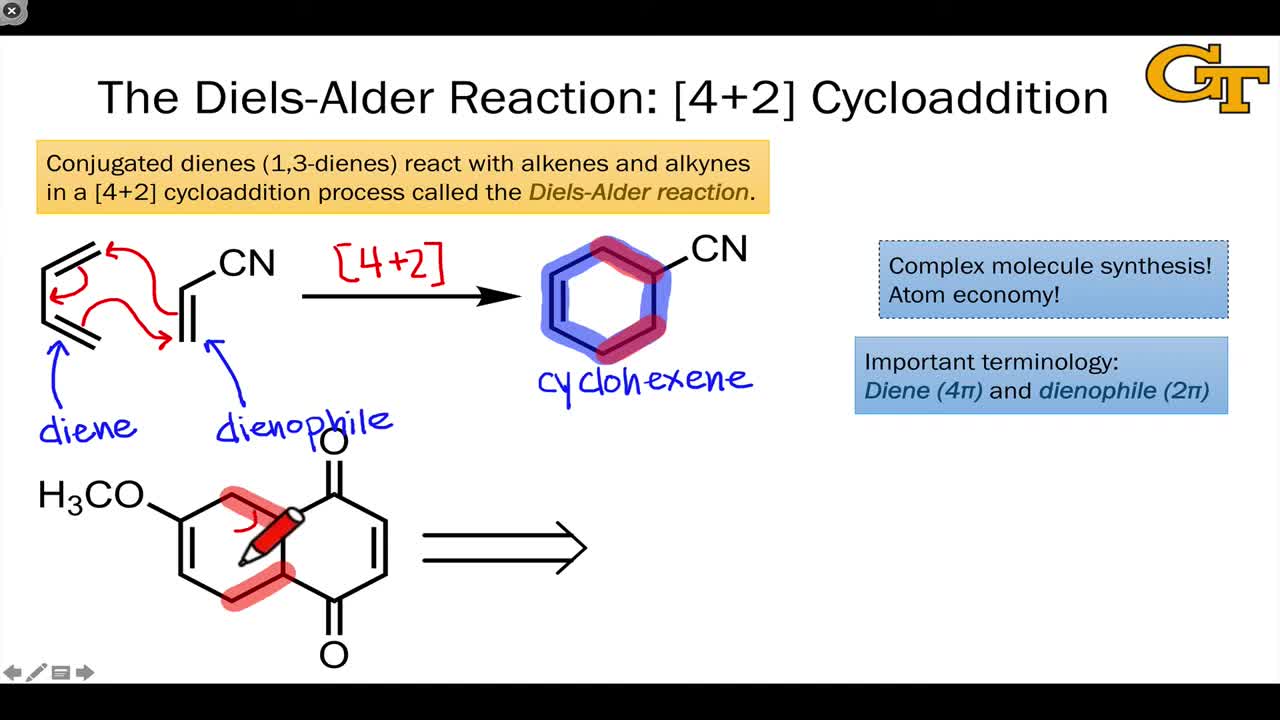 The Diels-Alder Reaction: [4+2] Cycloaddition
GT
Conjugated dienes (1,3-dienes) react with alkenes and alkynes
in a [4+2] cycloaddition process called the Diels-Alder reaction.
CN
[4+2]
CN
cyclohexene
diene
dienophile
Complex molecule synthesis!
Atom economy!
Important terminology:
Diene (4π) and dienophile (2π)
O
H₃CO
O